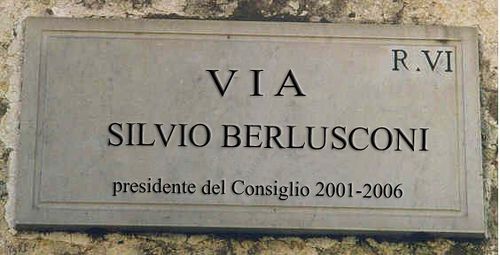 R.VI
VIA
SILVIO BERLUSCONI
presidente del Consiglio 2001-2006